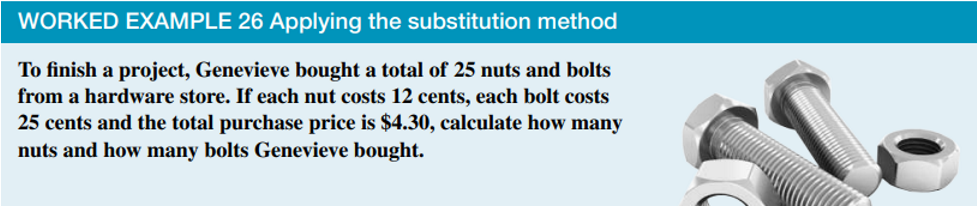 WORKED EXAMPLE 26 Applying the substitution method
To finish a project, Genevieve bought a total of 25 nuts and bolts
from a hardware store. If each nut costs 12 cents, each bolt costs
25 cents and the total purchase price is $4.30, calculate how many
nuts and how many bolts Genevieve bought.